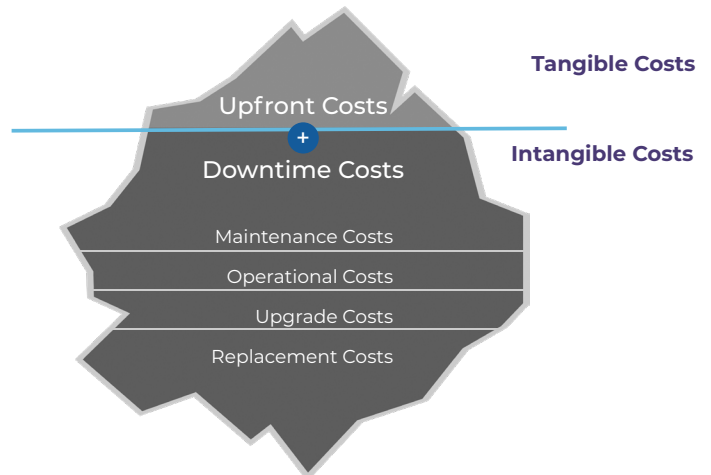 Tangible Costs
Upfront Costs
+
Intangible Costs
Downtime Costs
Maintenance Costs
Operational Costs
Upgrade Costs
Replacement Costs